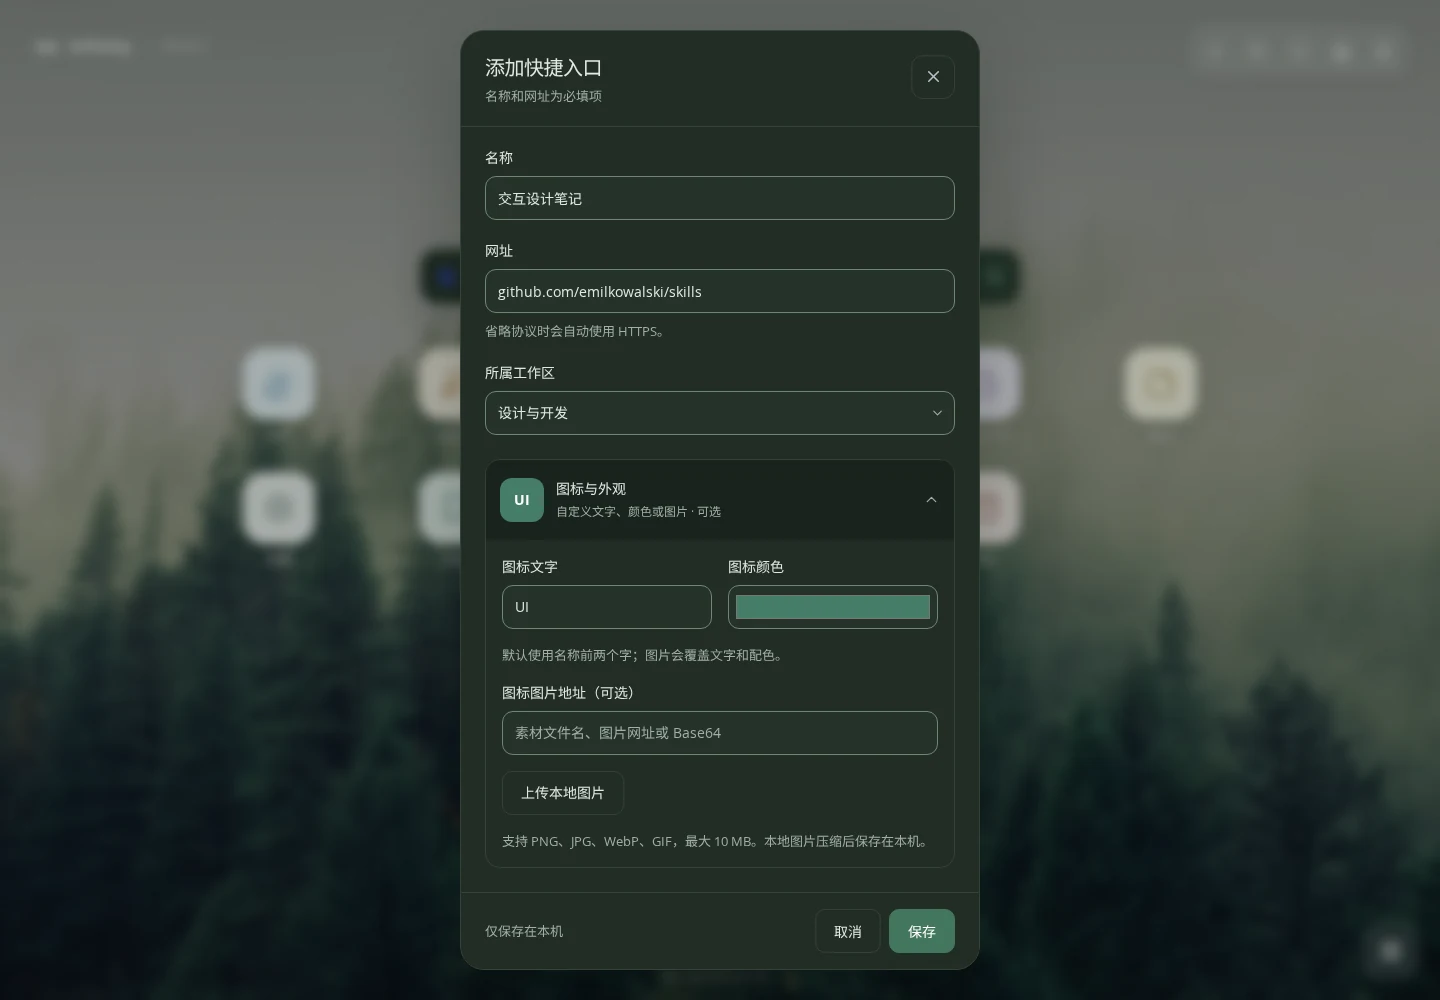 添加快捷入口
名称和网址为必填项
名称
交互设计笔记
网址
github.com/emilkowalski/skills
省略协议时会自动使用 HTTPS。
所属工作区
设计与开发
UI
图标与外观
自定义文字、颜色或图片 · 可选
图标文字
图标颜色
UI
默认使用名称前两个字；图片会覆盖文字和配色。
图标图片地址（可选）
素材文件名、图片网址或 Base64
上传本地图片
支持 PNG、JPG、WebP、GIF，最大 10 MB。本地图片压缩后保存在本机。
仅保存在本机
取消
保存